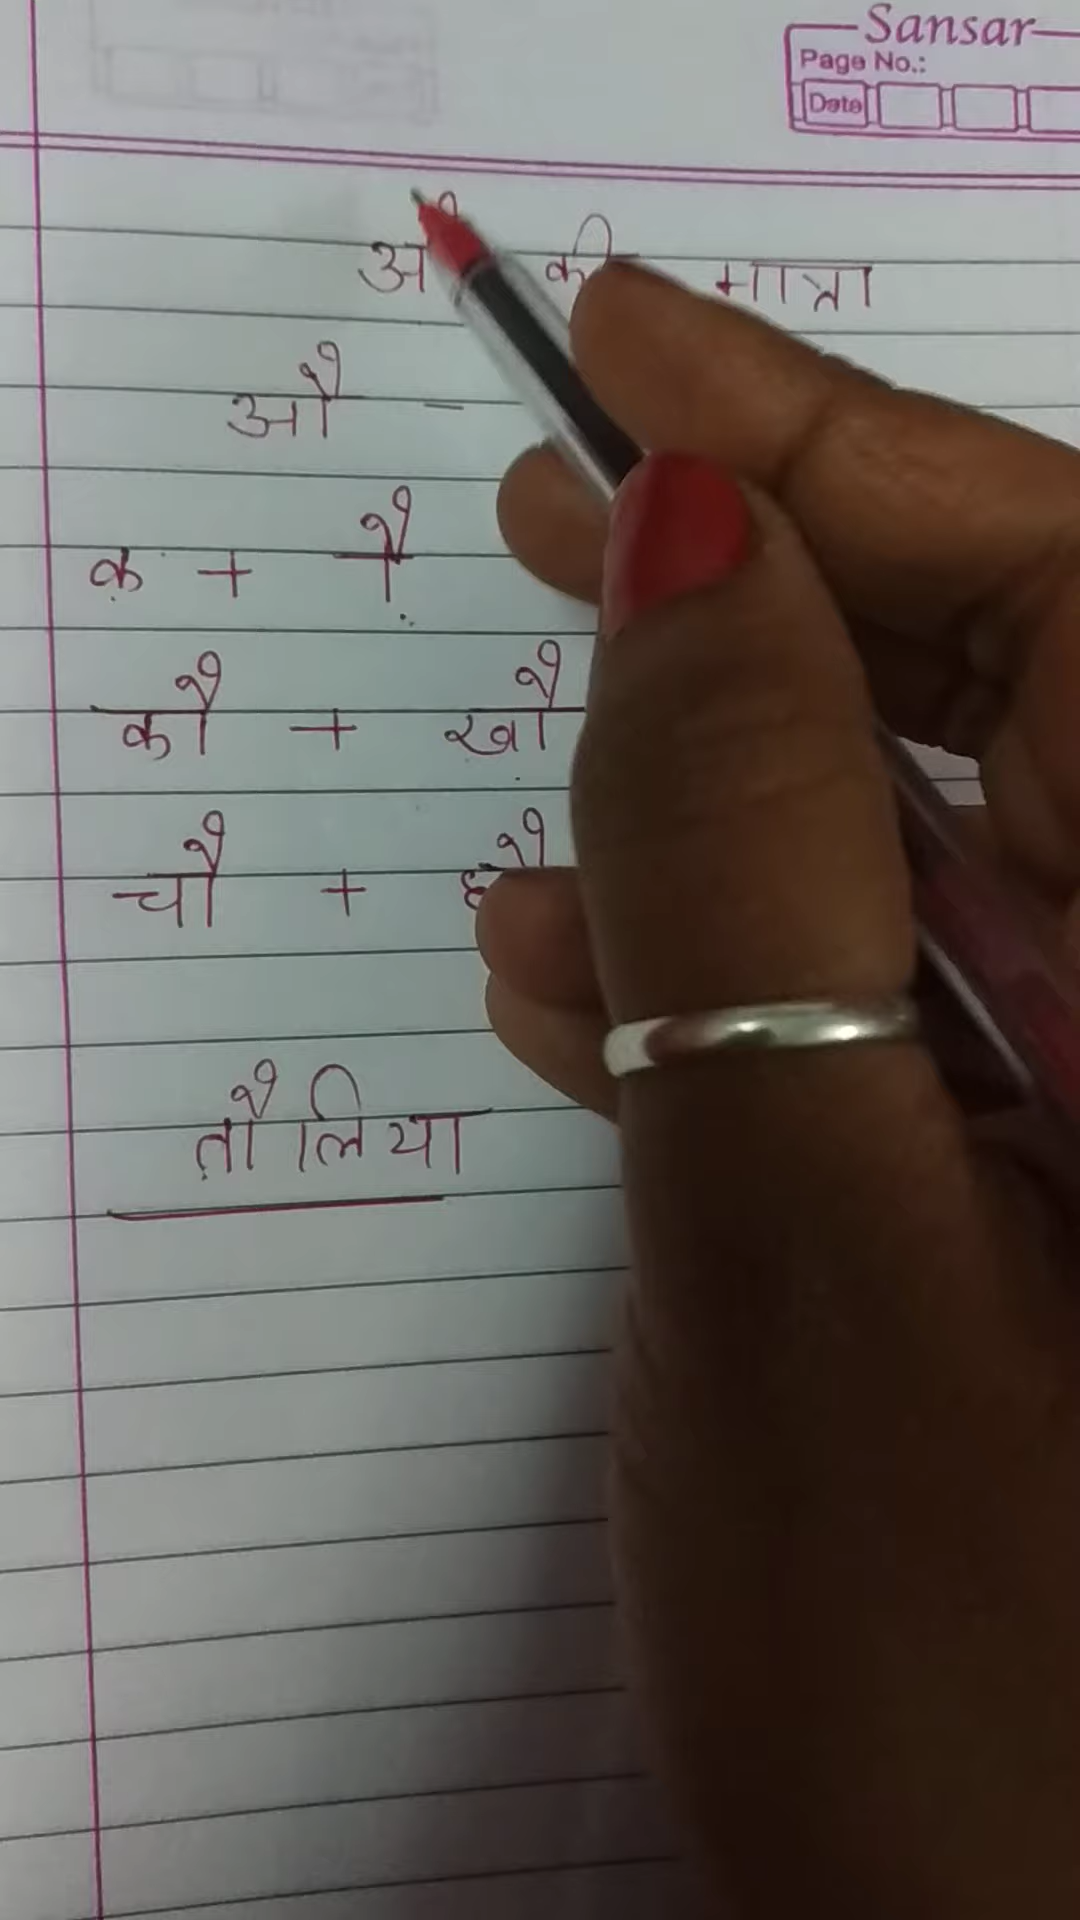 Sansar
Page No.:
Date
की मात्रा
औ -
क + ौ
कौ + खौ
चौ +
तौलिया